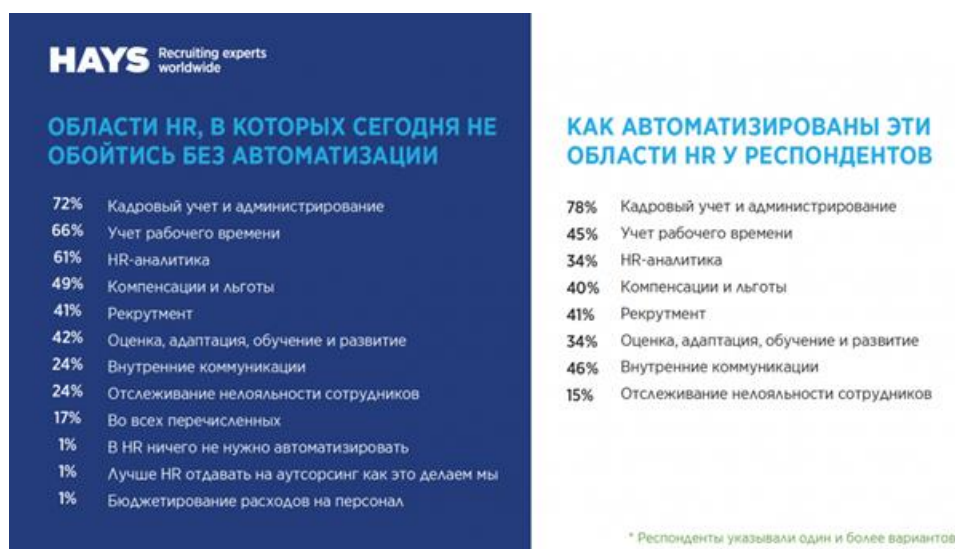 HAYS Recruiting experts
worldwide
ОБЛАСТИ HR, В КОТОРЫХ СЕГОДНЯ НЕ
ОБОЙТИСЬ БЕЗ АВТОМАТИЗАЦИИ
72% Кадровый учет и администрирование
66% Учет рабочего времени
61% HR-аналитика
49% Компенсации и льготы
41% Рекрутмент
42% Оценка, адаптация, обучение и развитие
24% Внутренние коммуникации
24% Отслеживание нелояльности сотрудников
17% Во всех перечисленных
1% В HR ничего не нужно автоматизировать
1% Лучше HR отдавать на аутсорсинг как это делаем мы
1% Бюджетирование расходов на персонал
КАК АВТОМАТИЗИРОВАНЫ ЭТИ
ОБЛАСТИ HR У РЕСПОНДЕНТОВ
78% Кадровый учет и администрирование
45% Учет рабочего времени
34% HR-аналитика
40% Компенсации и льготы
41% Рекрутмент
34% Оценка, адаптация, обучение и развитие
46% Внутренние коммуникации
15% Отслеживание нелояльности сотрудников
* Респонденты указывали один и более вариантов